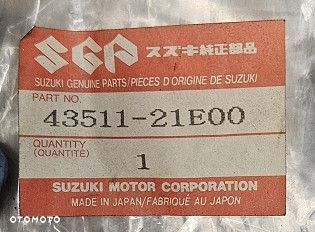 SGP スズキ純正部品
SUZUKI GENUINE PARTS/PIECES D'ORIGINE DE SUZUKI
PART NO.
43511-21E00
QUANTITY
(QUANTITÉ)
1
SUZUKI MOTOR CORPORATION
MADE IN JAPAN/FABRIQUÉ AU JAPON
OTOMOTO